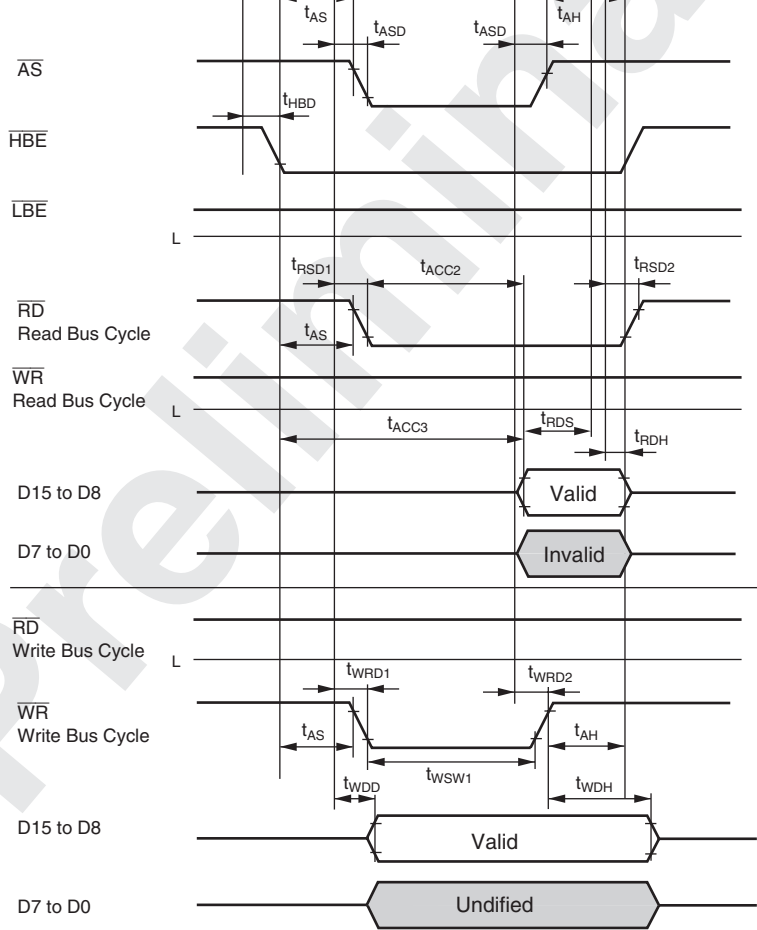 tAS
tAH
tASD
tASD
AS
tHBD
HBE
LBE
L
tRSD1
tACC2
tRSD2
RD
Read Bus Cycle
tAS
WR
Read Bus Cycle
L
tACC3
tRDS
tRDH
D15 to D8
Valid
D7 to D0
Invalid
RD
Write Bus Cycle
L
tWRD1
tWRD2
WR
Write Bus Cycle
tAS
tAH
tWSW1
tWDD
tWDH
D15 to D8
Valid
D7 to D0
Undified
Prelimina